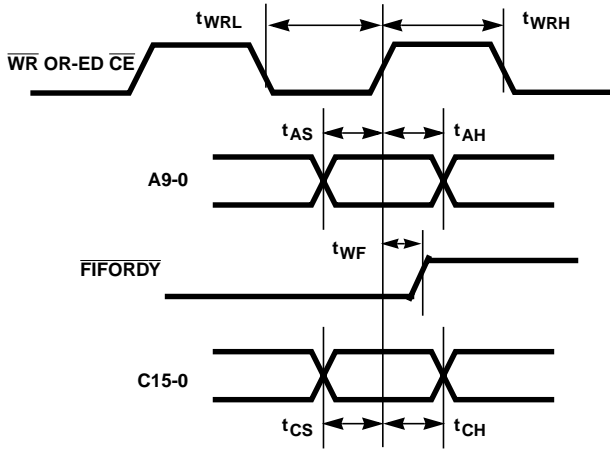 tWRL
tWRH
WR OR-ED CE
tAS
tAH
A9-0
tWF
FIFORDY
C15-0
tCS
tCH